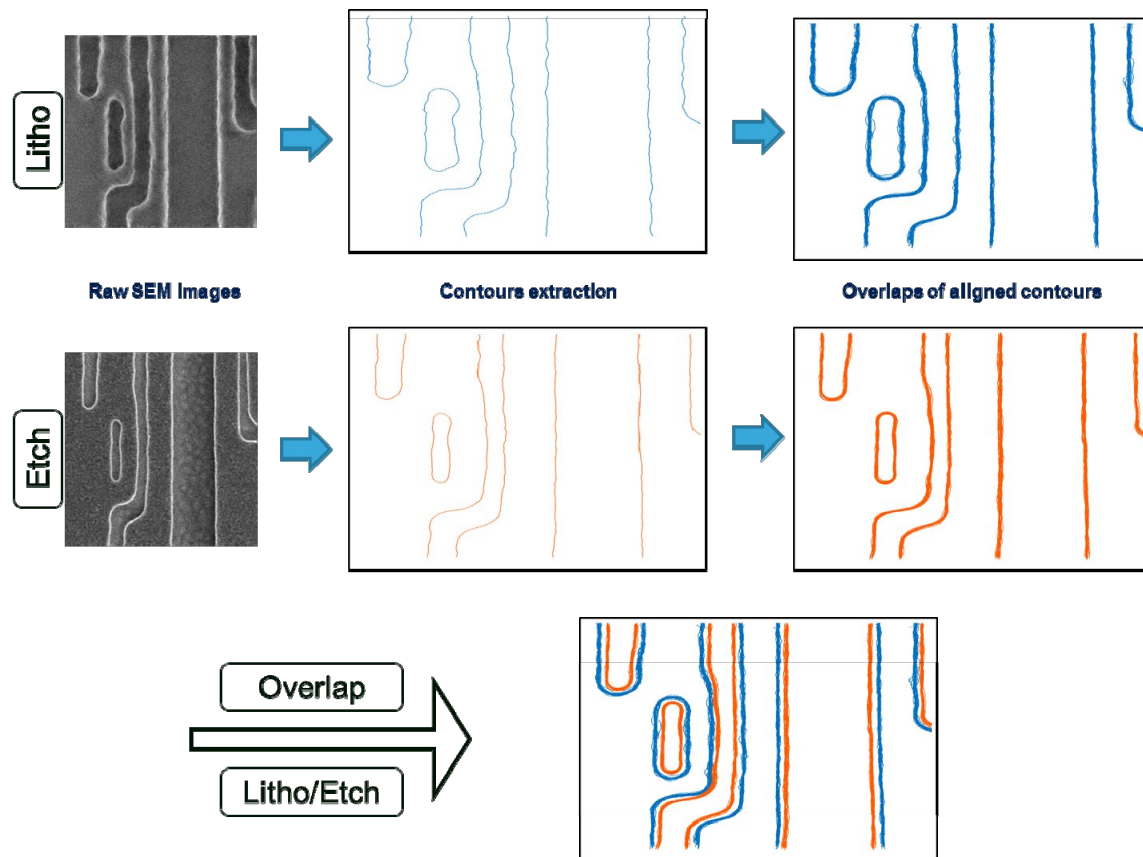 Litho
Raw SEM Images
Contours extraction
Overlaps of aligned contours
Etch
Overlap
Litho/Etch